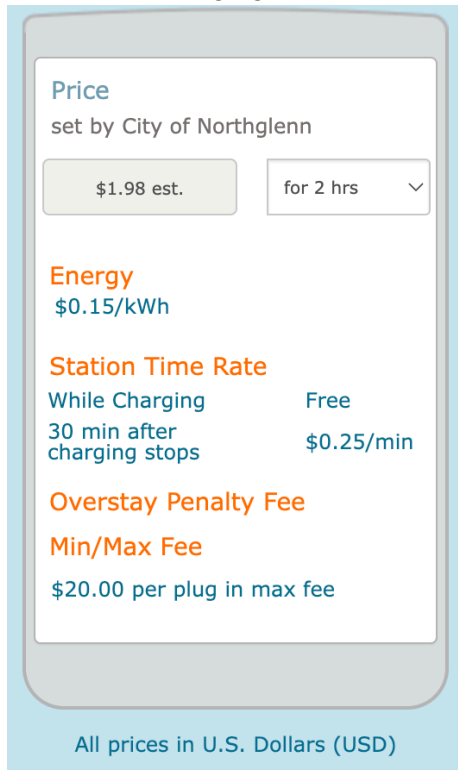 Price
set by City of Northglenn
$1.98 est.
for 2 hrs
Energy
$0.15/kWh
Station Time Rate
While Charging Free
30 min after
charging stops $0.25/min
Overstay Penalty Fee
Min/Max Fee
$20.00 per plug in max fee
All prices in U.S. Dollars (USD)